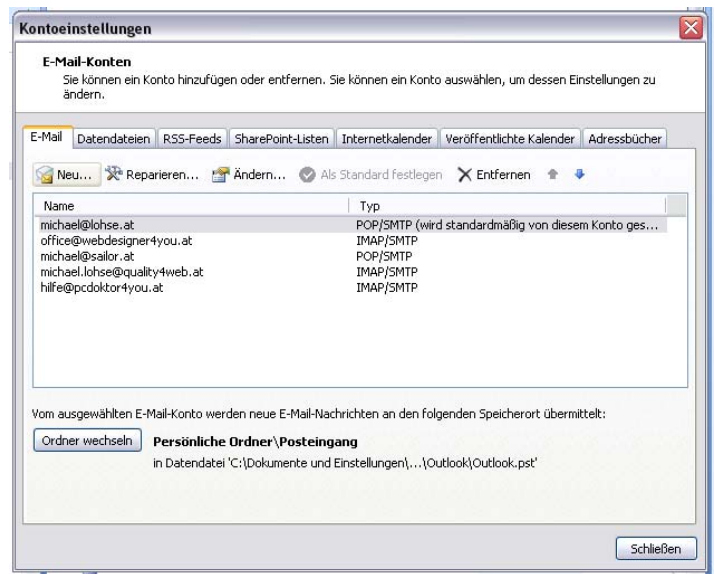 Kontoeinstellungen
E-Mail-Konten
Sie können ein Konto hinzufügen oder entfernen. Sie können ein Konto auswählen, um dessen Einstellungen zu
ändern.
E-Mail Datendateien RSS-Feeds SharePoint-Listen Internetkalender Veröffentlichte Kalender Adressbücher
Neu... Reparieren... Ändern... Als Standard festlegen Entfernen
Name Typ
michael@lohse.at POP/SMTP (wird standardmäßig von diesem Konto ges...
office@webdesigner4you.at IMAP/SMTP
michael@sailor.at POP/SMTP
michael.lohse@quality4web.at IMAP/SMTP
hilfe@pcdoktor4you.at IMAP/SMTP
Vom ausgewählten E-Mail-Konto werden neue E-Mail-Nachrichten an den folgenden Speicherort übermittelt:
Ordner wechseln Persönliche Ordner\Posteingang
in Datendatei 'C:\Dokumente und Einstellungen\...\Outlook\Outlook.pst'
Schließen